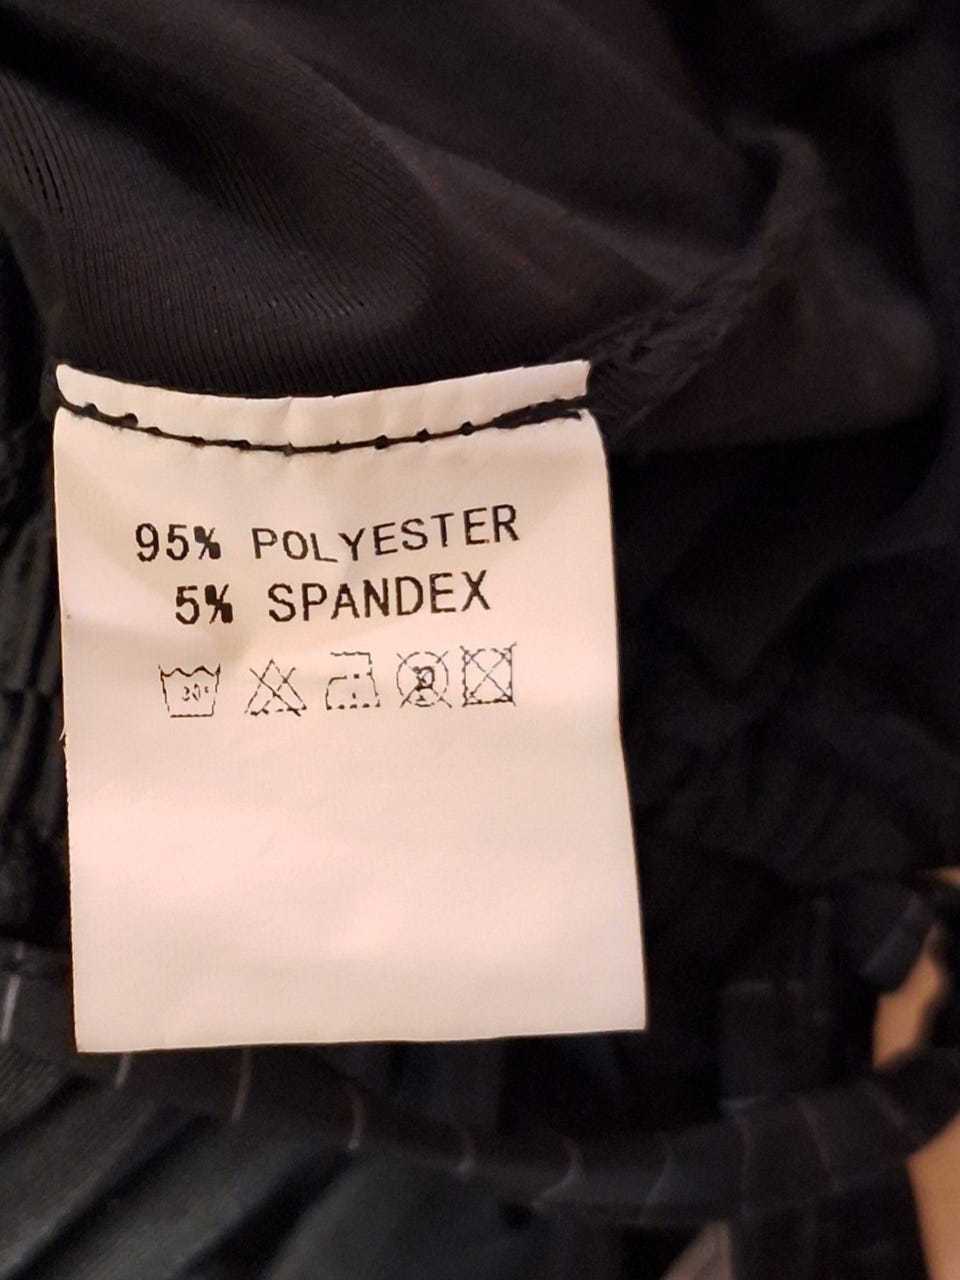 95% POLYESTER
5% SPANDEX